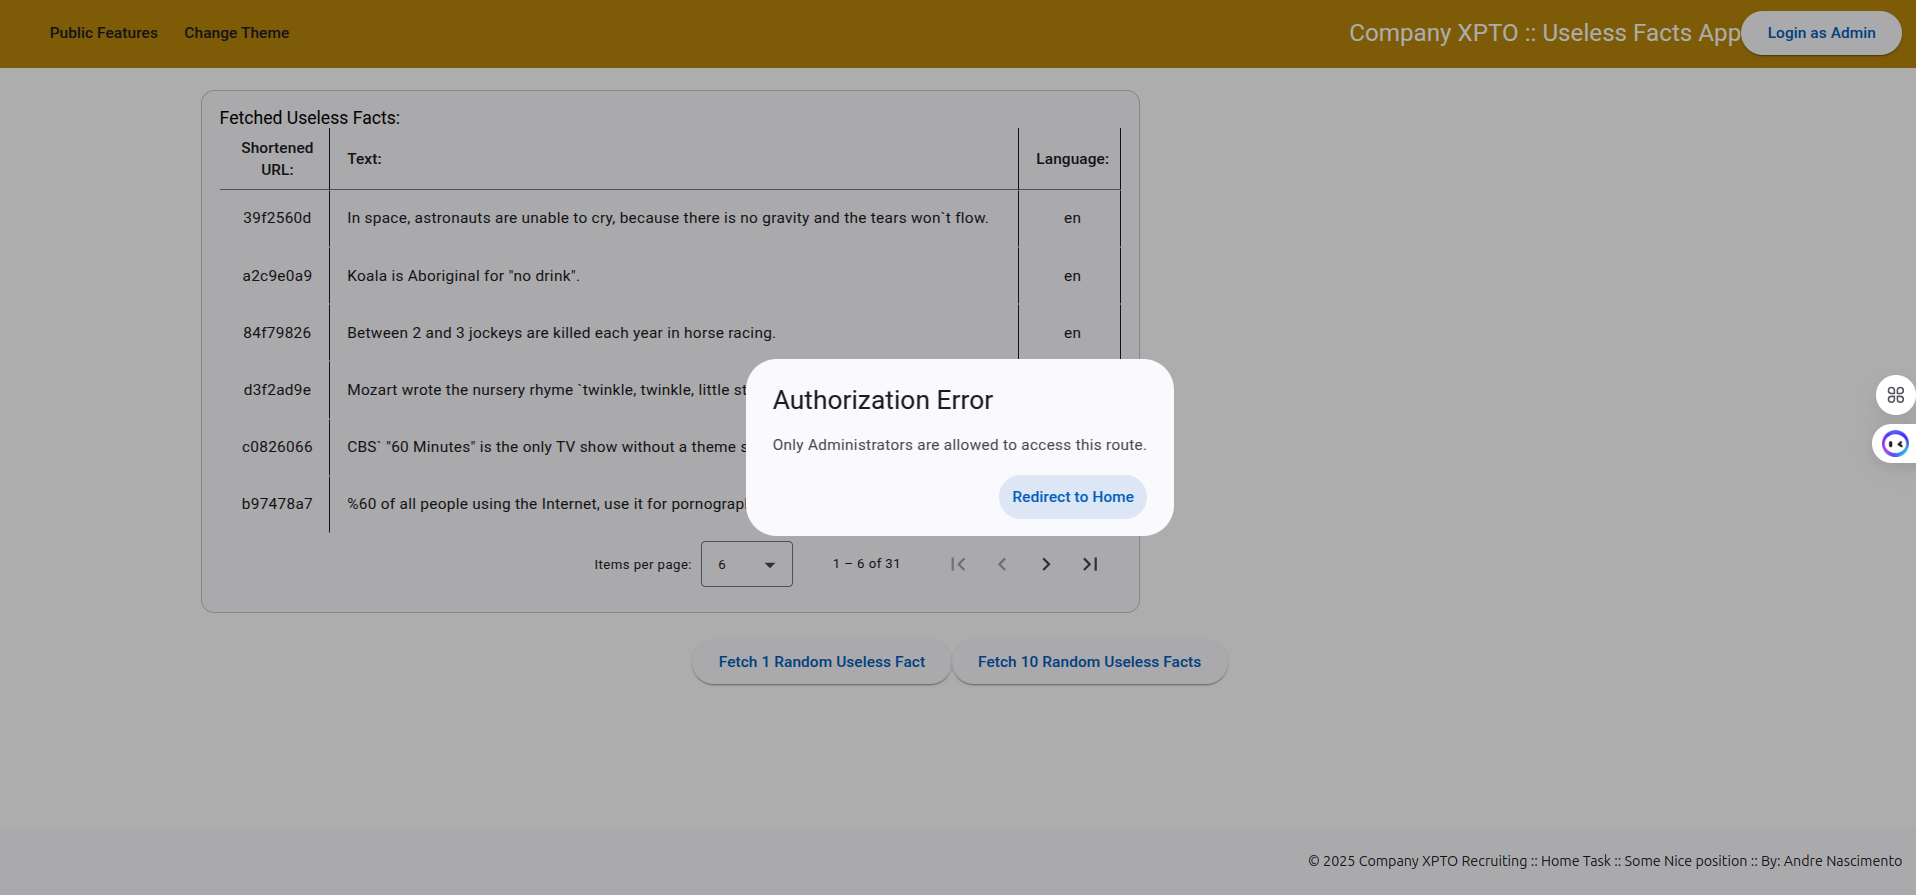 Public Features
Change Theme
Company XPTO :: Useless Facts App
Login as Admin
Fetched Useless Facts:
Shortened
URL:
Text:
Language:
39f2560d
In space, astronauts are unable to cry, because there is no gravity and the tears won`t flow.
en
a2c9e0a9
Koala is Aboriginal for "no drink".
en
84f79826
Between 2 and 3 jockeys are killed each year in horse racing.
en
d3f2ad9e
Mozart wrote the nursery rhyme `twinkle, twinkle, little
c0826066
CBS` "60 Minutes" is the only TV show without a theme
b97478a7
%60 of all people using the Internet, use it for
Authorization Error
Only Administrators are allowed to access this route.
Redirect to Home
Items per page:
6
1 – 6 of 31
Fetch 1 Random Useless Fact
Fetch 10 Random Useless Facts
© 2025 Company XPTO Recruiting :: Home Task :: Some Nice position :: By: Andre Nascimento